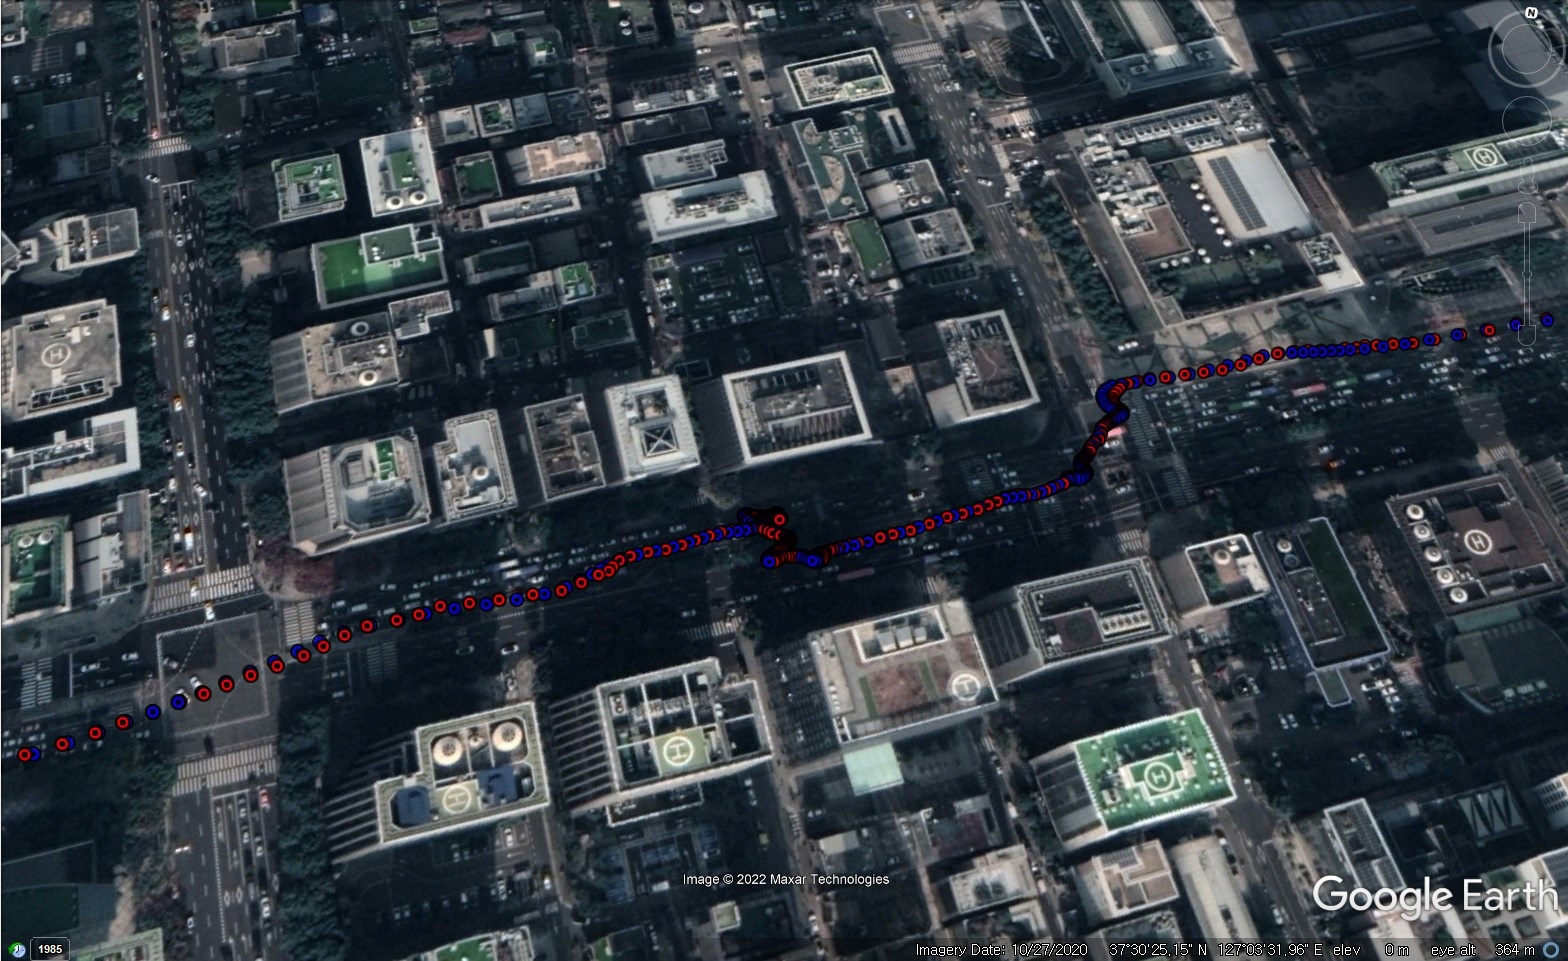 N
Image © 2022 Maxar Technologies
Google Earth
1985
Imagery Date: 10/27/2020 37°30'25,15" N 127°03'31,96" E elev 0 m eye alt 364 m